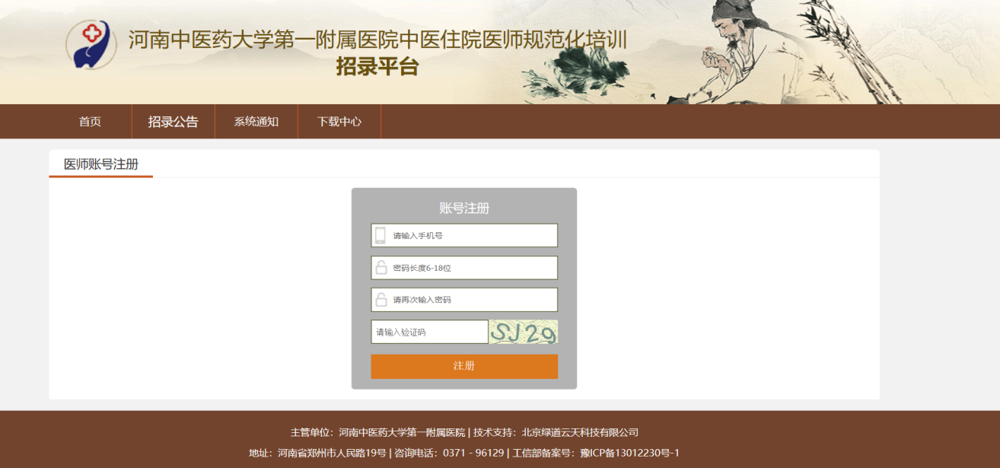 河南中医药大学第一附属医院中医住院医师规范化培训
招录平台
首页
招录公告
系统通知
下载中心
医师账号注册
账号注册
请输入手机号
密码长度6-18位
请再次输入密码
请输入验证码
SJ29
注册
主管单位：河南中医药大学第一附属医院 | 技术支持：北京绿道云天科技有限公司
地址：河南省郑州市人民路19号 | 咨询电话：0371 - 96129 | 工信部备案号：豫ICP备13012230号-1